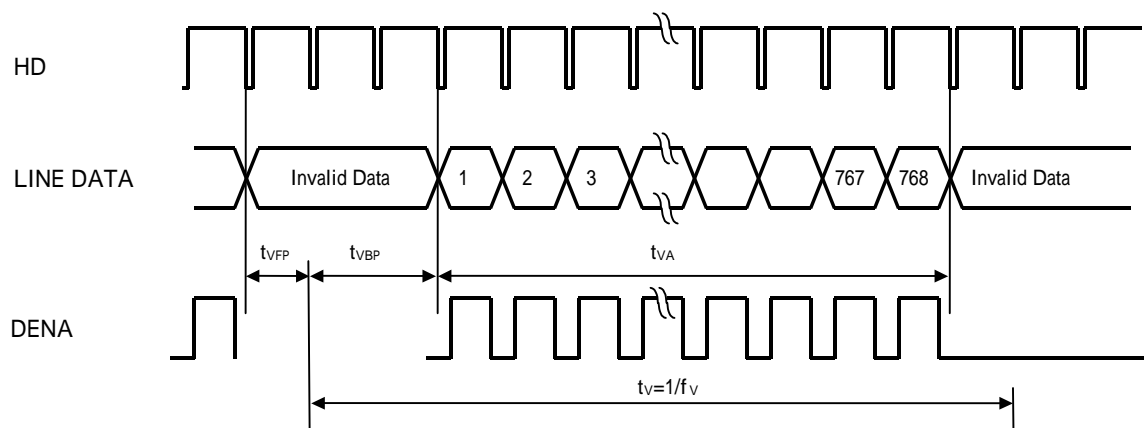 HD
LINE DATA
Invalid Data 1 2 3 767 768 Invalid Data
tVFP tVBP tVA
DENA
tV=1/fV